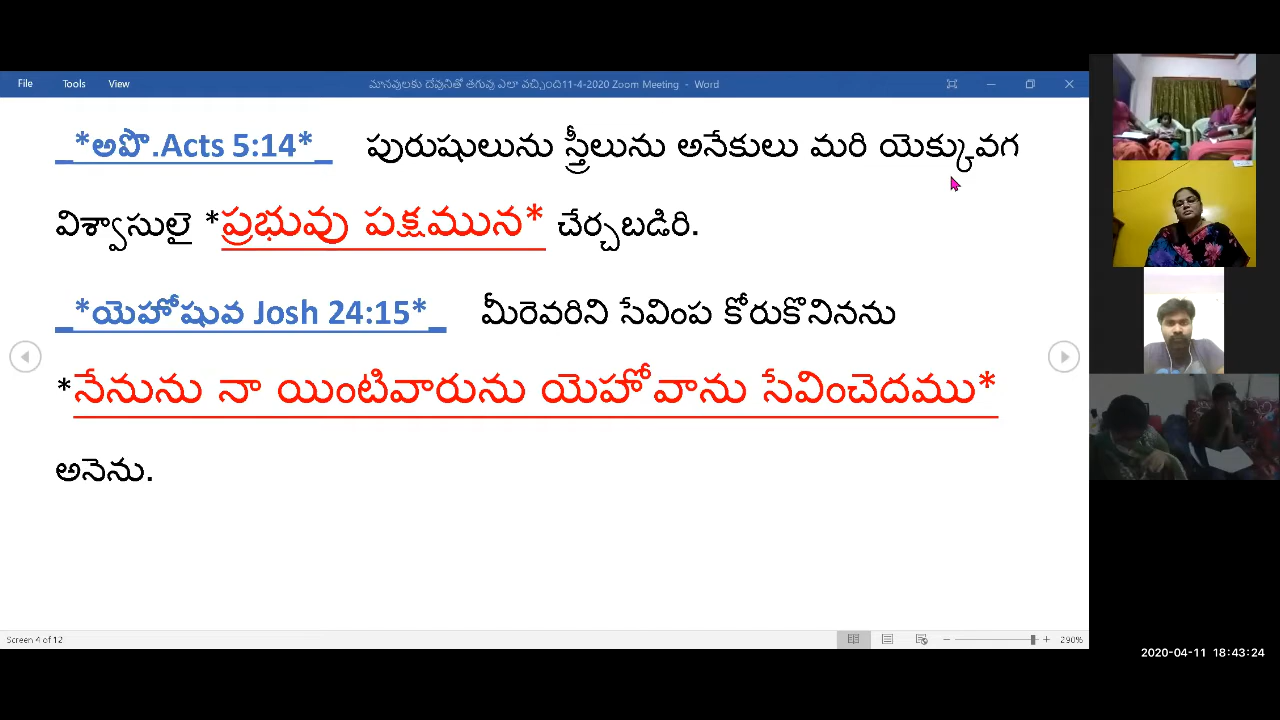 File Tools View మానవులకు దేవునితో తగువు ఎలా వచ్చింది11-4-2020 Zoom Meeting - Word
_*అపొ.Acts 5:14*_ పురుషులును స్త్రీలును అనేకులు మరి యెక్కువగ
విశ్వాసులై *ప్రభువు పక్షమున* చేర్చబడిరి.
_*యెహోషువ Josh 24:15*_ మీరెవరిని సేవింప కోరుకొనినను
*నేనును నా యింటివారును యెహోవాను సేవించెదము*
అనెను.
Screen 4 of 12 290%
2020-04-11 18:43:24